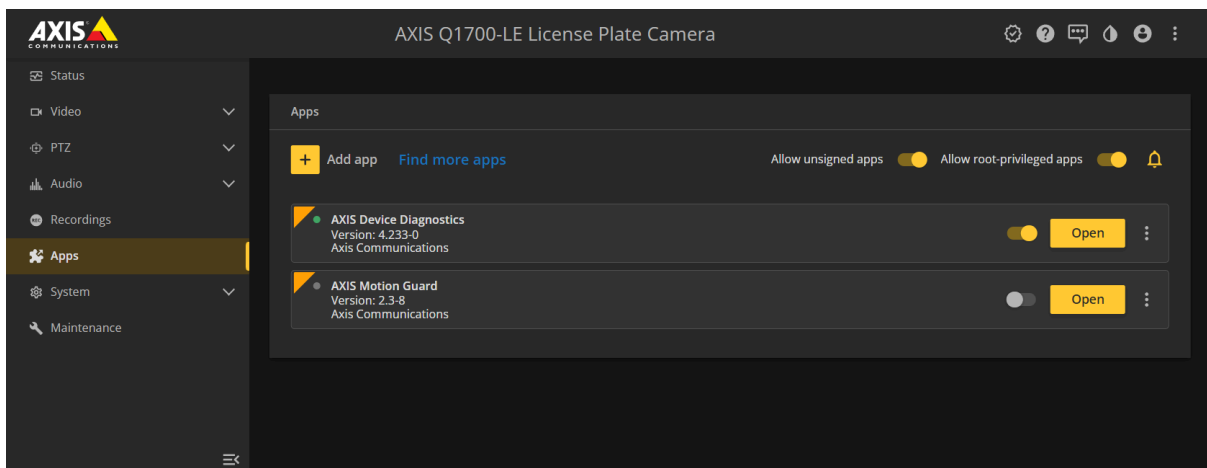 AXIS
COMMUNICATIONS
AXIS Q1700-LE License Plate Camera
Status
Video
PTZ
Audio
Recordings
Apps
System
Maintenance
Apps
+ Add app Find more apps Allow unsigned apps Allow root-privileged apps
AXIS Device Diagnostics
Version: 4.233-0
Axis Communications
Open
AXIS Motion Guard
Version: 2.3-8
Axis Communications
Open